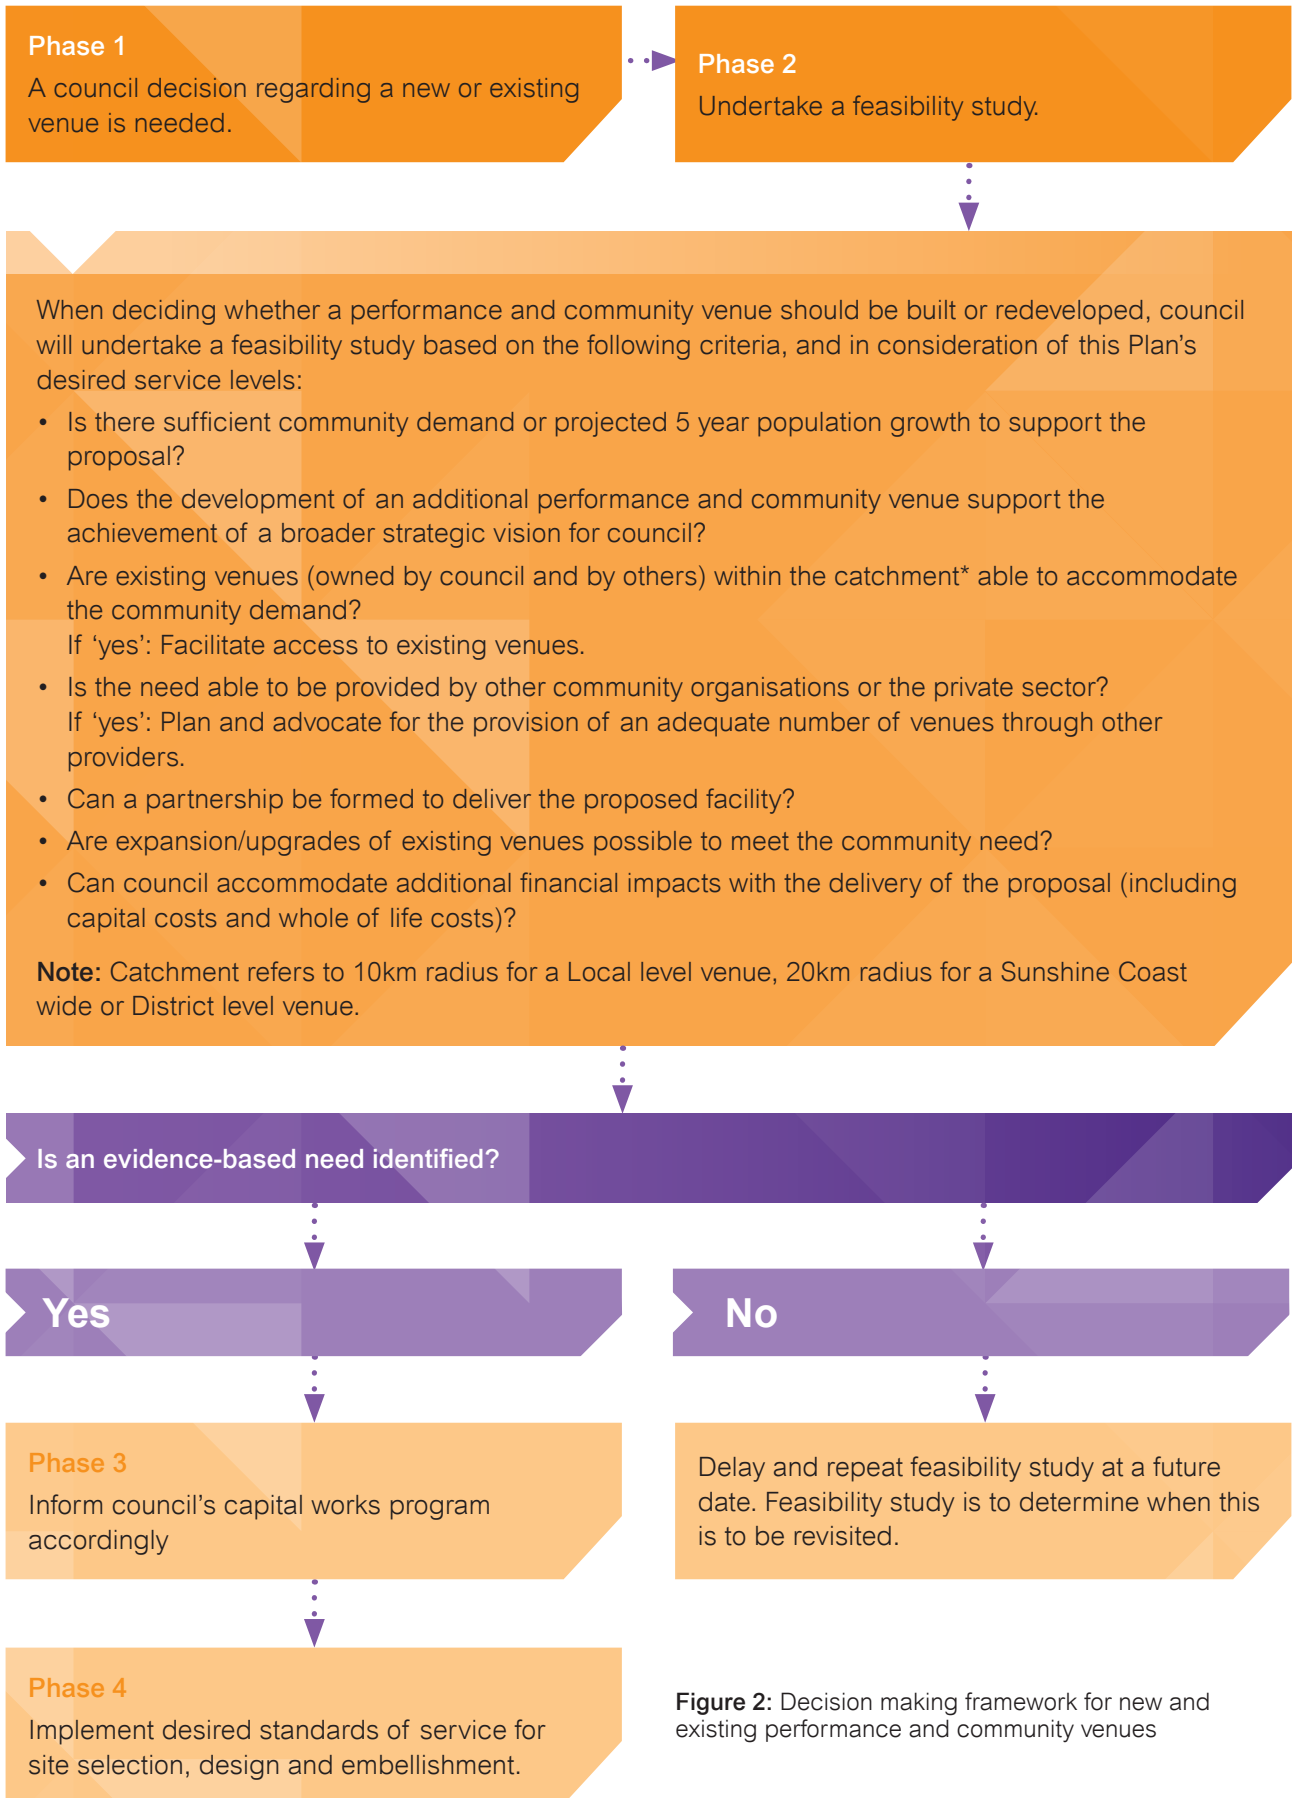 Phase 1
A council decision regarding a new or existing
venue is needed.
Phase 2
Undertake a feasibility study.
When deciding whether a performance and community venue should be built or redeveloped, council
will undertake a feasibility study based on the following criteria, and in consideration of this Plan's
desired service levels:
• Is there sufficient community demand or projected 5 year population growth to support the
proposal?
• Does the development of an additional performance and community venue support the
achievement of a broader strategic vision for council?
• Are existing venues (owned by council and by others) within the catchment* able to accommodate
the community demand?
If ‘yes’: Facilitate access to existing venues.
• Is the need able to be provided by other community organisations or the private sector?
If ‘yes’: Plan and advocate for the provision of an adequate number of venues through other
providers.
• Can a partnership be formed to deliver the proposed facility?
• Are expansion/upgrades of existing venues possible to meet the community need?
• Can council accommodate additional financial impacts with the delivery of the proposal (including
capital costs and whole of life costs)?
Note: Catchment refers to 10km radius for a Local level venue, 20km radius for a Sunshine Coast
wide or District level venue.
Is an evidence-based need identified?
Yes
No
Phase 3
Inform council's capital works program
accordingly
Delay and repeat feasibility study at a future
date. Feasibility study is to determine when this
is to be revisited.
Phase 4
Implement desired standards of service for
site selection, design and embellishment.
Figure 2: Decision making framework for new and
existing performance and community venues